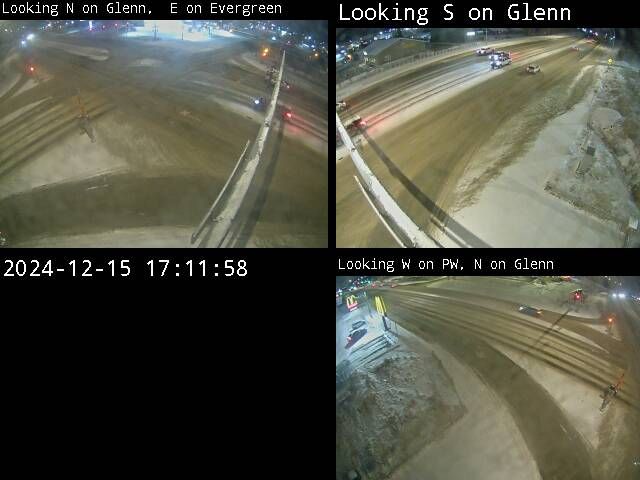 Looking N on Glenn,  E on Evergreen
Looking S on Glenn
2024-12-15 17:11:58
Looking W on PW, N on Glenn